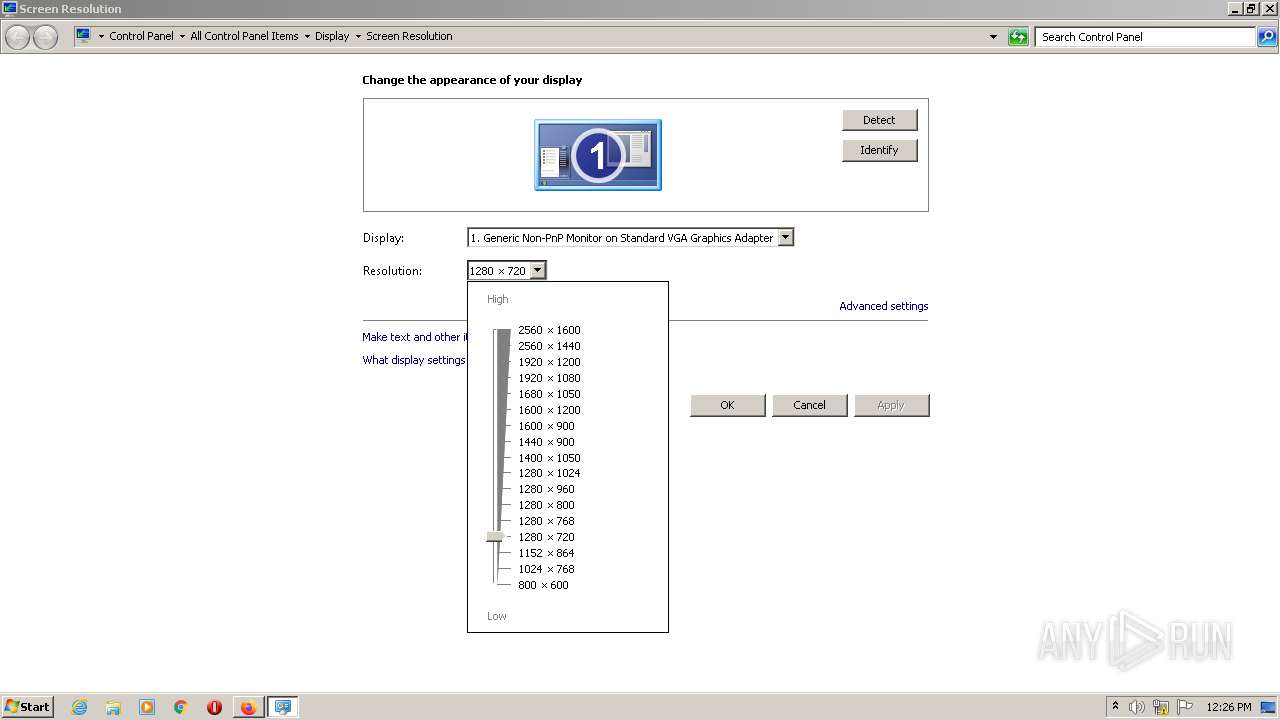 Screen Resolution
Control Panel All Control Panel Items Display Screen Resolution Search Control Panel
Change the appearance of your display
1
Detect
Identify
Display: 1. Generic Non-PnP Monitor on Standard VGA Graphics Adapter
Resolution: 1280 × 720
High
2560 × 1600
2560 × 1440
1920 × 1200
1920 × 1080
1680 × 1050
1600 × 1200
1600 × 900
1440 × 900
1400 × 1050
1280 × 1024
1280 × 960
1280 × 800
1280 × 768
1280 × 720
1152 × 864
1024 × 768
800 × 600
Low
Advanced settings
Make text and other
What display settings
OK Cancel Apply
ANY RUN
Start 12:26 PM